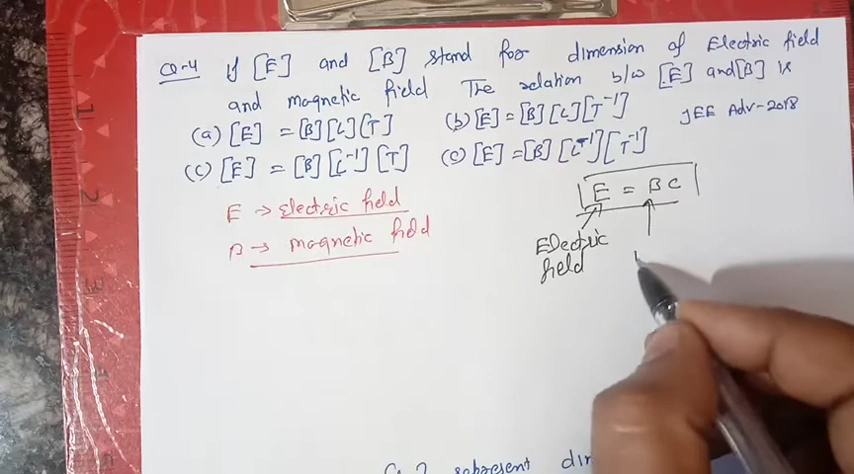 Q-4 If [E] and [B] stand for dimension of Electric field
and magnetic field The relation b/w [E] and [B] is
(a) [E] = [B][L][T] (b) [E] = [B][L][T⁻¹] JEE Adv-2018
(c) [E] = [B][L⁻¹][T] (d) [E] = [B][L⁻¹][T⁻¹]
E = BC
E → electric field
B → magnetic field
Electric
field
represent